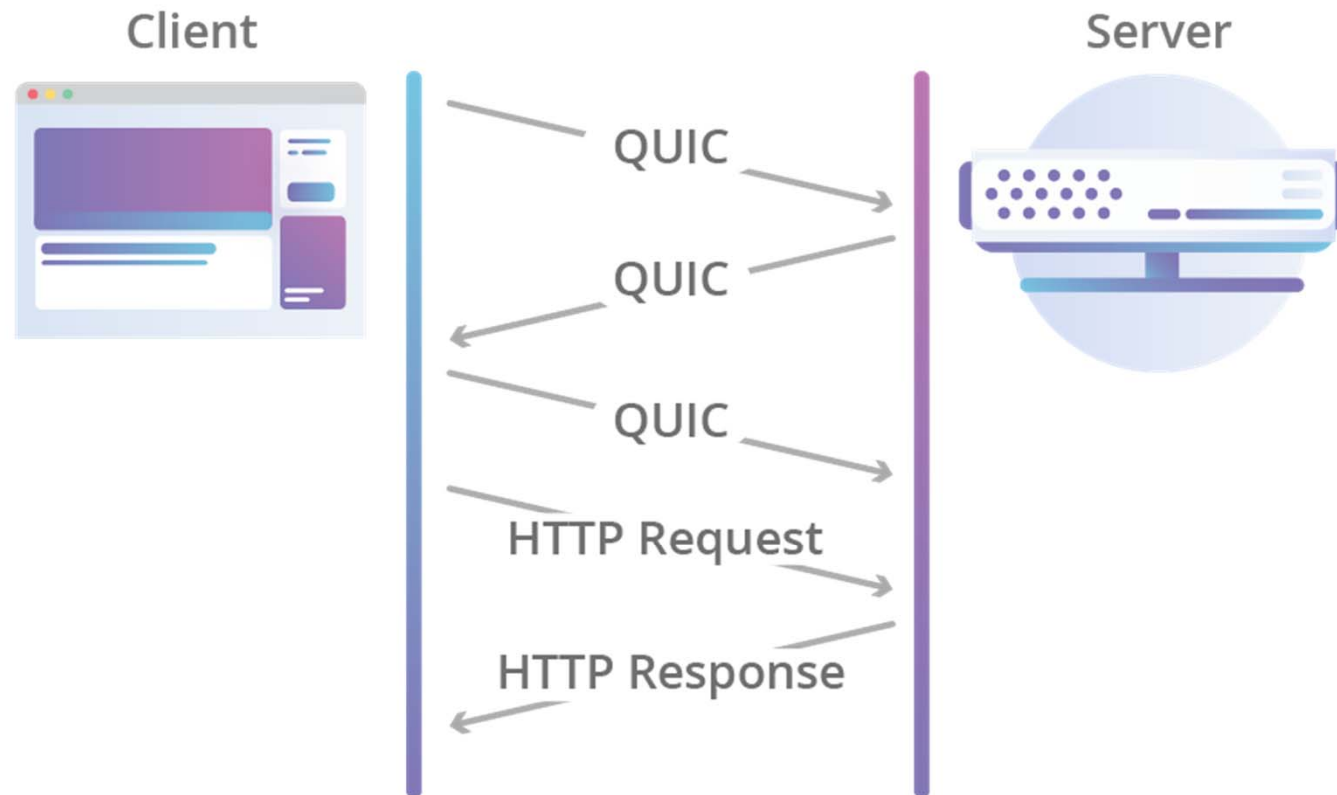 Client
Server
QUIC
QUIC
QUIC
HTTP Request
HTTP Response